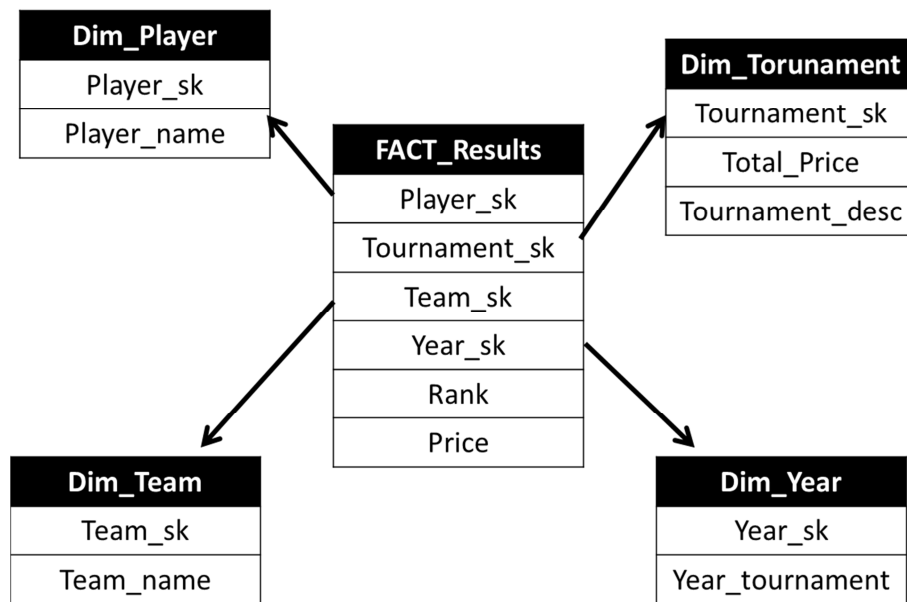 Dim_Player
Player_sk
Player_name
Dim_Torunament
Tournament_sk
Total_Price
Tournament_desc
FACT_Results
Player_sk
Tournament_sk
Team_sk
Year_sk
Rank
Price
Dim_Team
Team_sk
Team_name
Dim_Year
Year_sk
Year_tournament